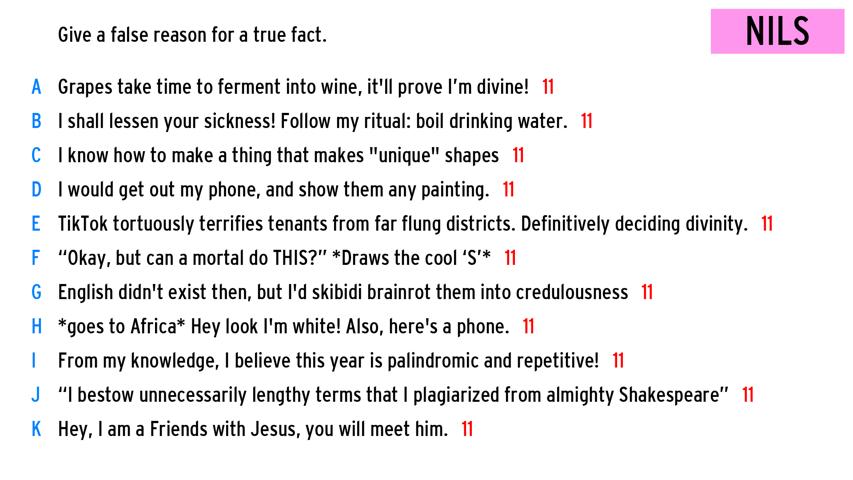 Give a false reason for a true fact.
NILS
A Grapes take time to ferment into wine, it'll prove I'm divine! 11
B I shall lessen your sickness! Follow my ritual: boil drinking water. 11
C I know how to make a thing that makes "unique" shapes 11
D I would get out my phone, and show them any painting. 11
E TikTok tortuously terrifies tenants from far flung districts. Definitively deciding divinity. 11
F “Okay, but can a mortal do THIS?” *Draws the cool ‘S’* 11
G English didn't exist then, but I'd skibidi brainrot them into credulousness 11
H *goes to Africa* Hey look I'm white! Also, here's a phone. 11
I From my knowledge, I believe this year is palindromic and repetitive! 11
J “I bestow unnecessarily lengthy terms that I plagiarized from almighty Shakespeare” 11
K Hey, I am a Friends with Jesus, you will meet him. 11